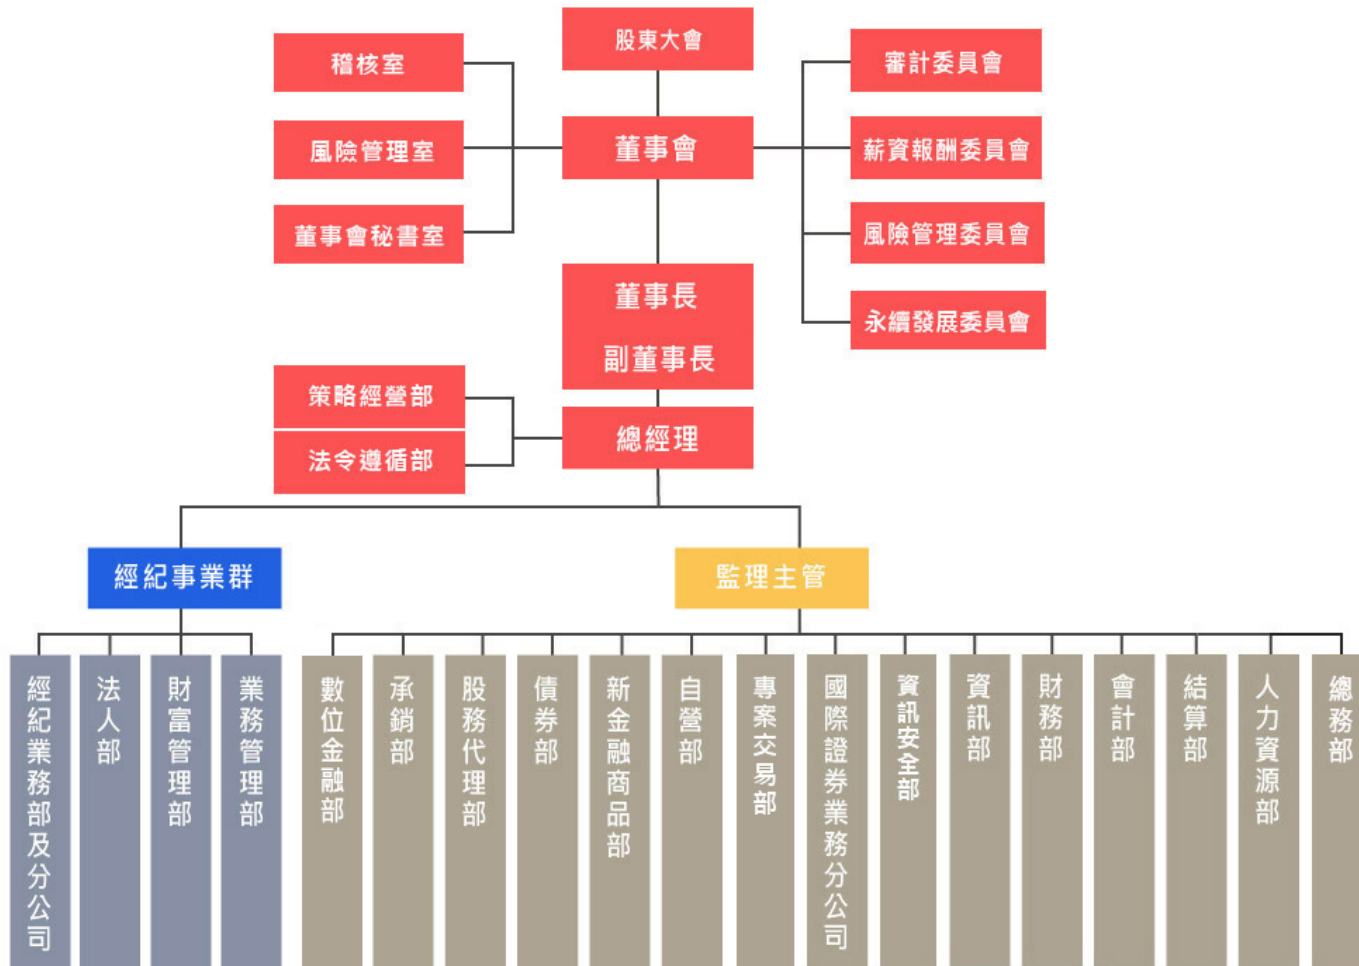 股東大會
稽核室
審計委員會
董事會
風險管理室
薪資報酬委員會
董事會秘書室
風險管理委員會
董事長
副董事長
永續發展委員會
策略經營部
總經理
法令遵循部
經紀事業群
監理主管
經紀業務部及分公司
法人部
財富管理部
業務管理部
數位金融部
承銷部
股務代理部
債券部
新金融商品部
自營部
專案交易部
國際證券業務分公司
資訊安全部
資訊部
財務部
會計部
結算部
人力資源部
總務部